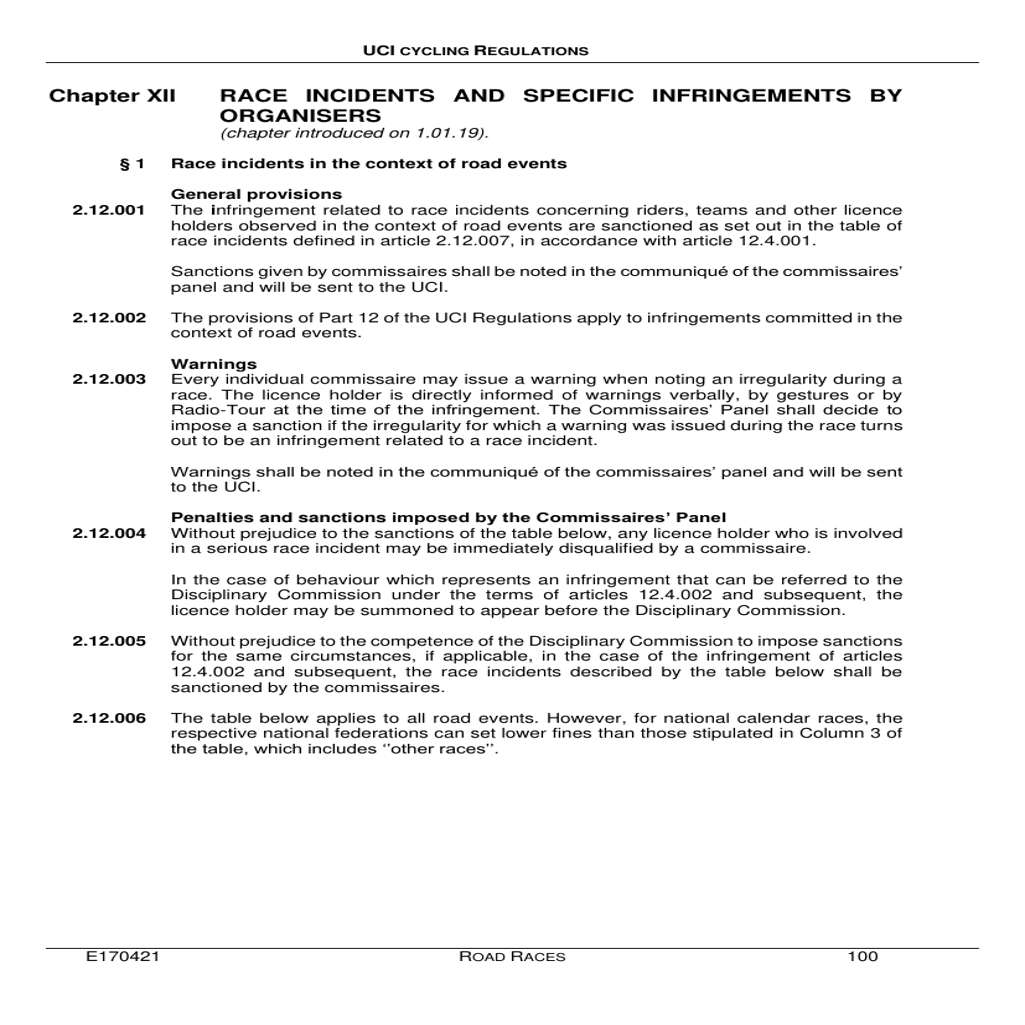 UCI CYCLING REGULATIONS
Chapter XII RACE INCIDENTS AND SPECIFIC INFRINGEMENTS BY
ORGANISERS
(chapter introduced on 1.01.19).
§ 1 Race incidents in the context of road events
General provisions
2.12.001 The infringement related to race incidents concerning riders, teams and other licence
holders observed in the context of road events are sanctioned as set out in the table of
race incidents defined in article 2.12.007, in accordance with article 12.4.001.
Sanctions given by commissaires shall be noted in the communiqué of the commissaires’
panel and will be sent to the UCI.
2.12.002 The provisions of Part 12 of the UCI Regulations apply to infringements committed in the
context of road events.
Warnings
2.12.003 Every individual commissaire may issue a warning when noting an irregularity during a
race. The licence holder is directly informed of warnings verbally, by gestures or by
Radio-Tour at the time of the infringement. The Commissaires’ Panel shall decide to
impose a sanction if the irregularity for which a warning was issued during the race turns
out to be an infringement related to a race incident.
Warnings shall be noted in the communiqué of the commissaires’ panel and will be sent
to the UCI.
Penalties and sanctions imposed by the Commissaires’ Panel
2.12.004 Without prejudice to the sanctions of the table below, any licence holder who is involved
in a serious race incident may be immediately disqualified by a commissaire.
In the case of behaviour which represents an infringement that can be referred to the
Disciplinary Commission under the terms of articles 12.4.002 and subsequent, the
licence holder may be summoned to appear before the Disciplinary Commission.
2.12.005 Without prejudice to the competence of the Disciplinary Commission to impose sanctions
for the same circumstances, if applicable, in the case of the infringement of articles
12.4.002 and subsequent, the race incidents described by the table below shall be
sanctioned by the commissaires.
2.12.006 The table below applies to all road events. However, for national calendar races, the
respective national federations can set lower fines than those stipulated in Column 3 of
the table, which includes ‘’other races’’.
E170421 ROAD RACES 100